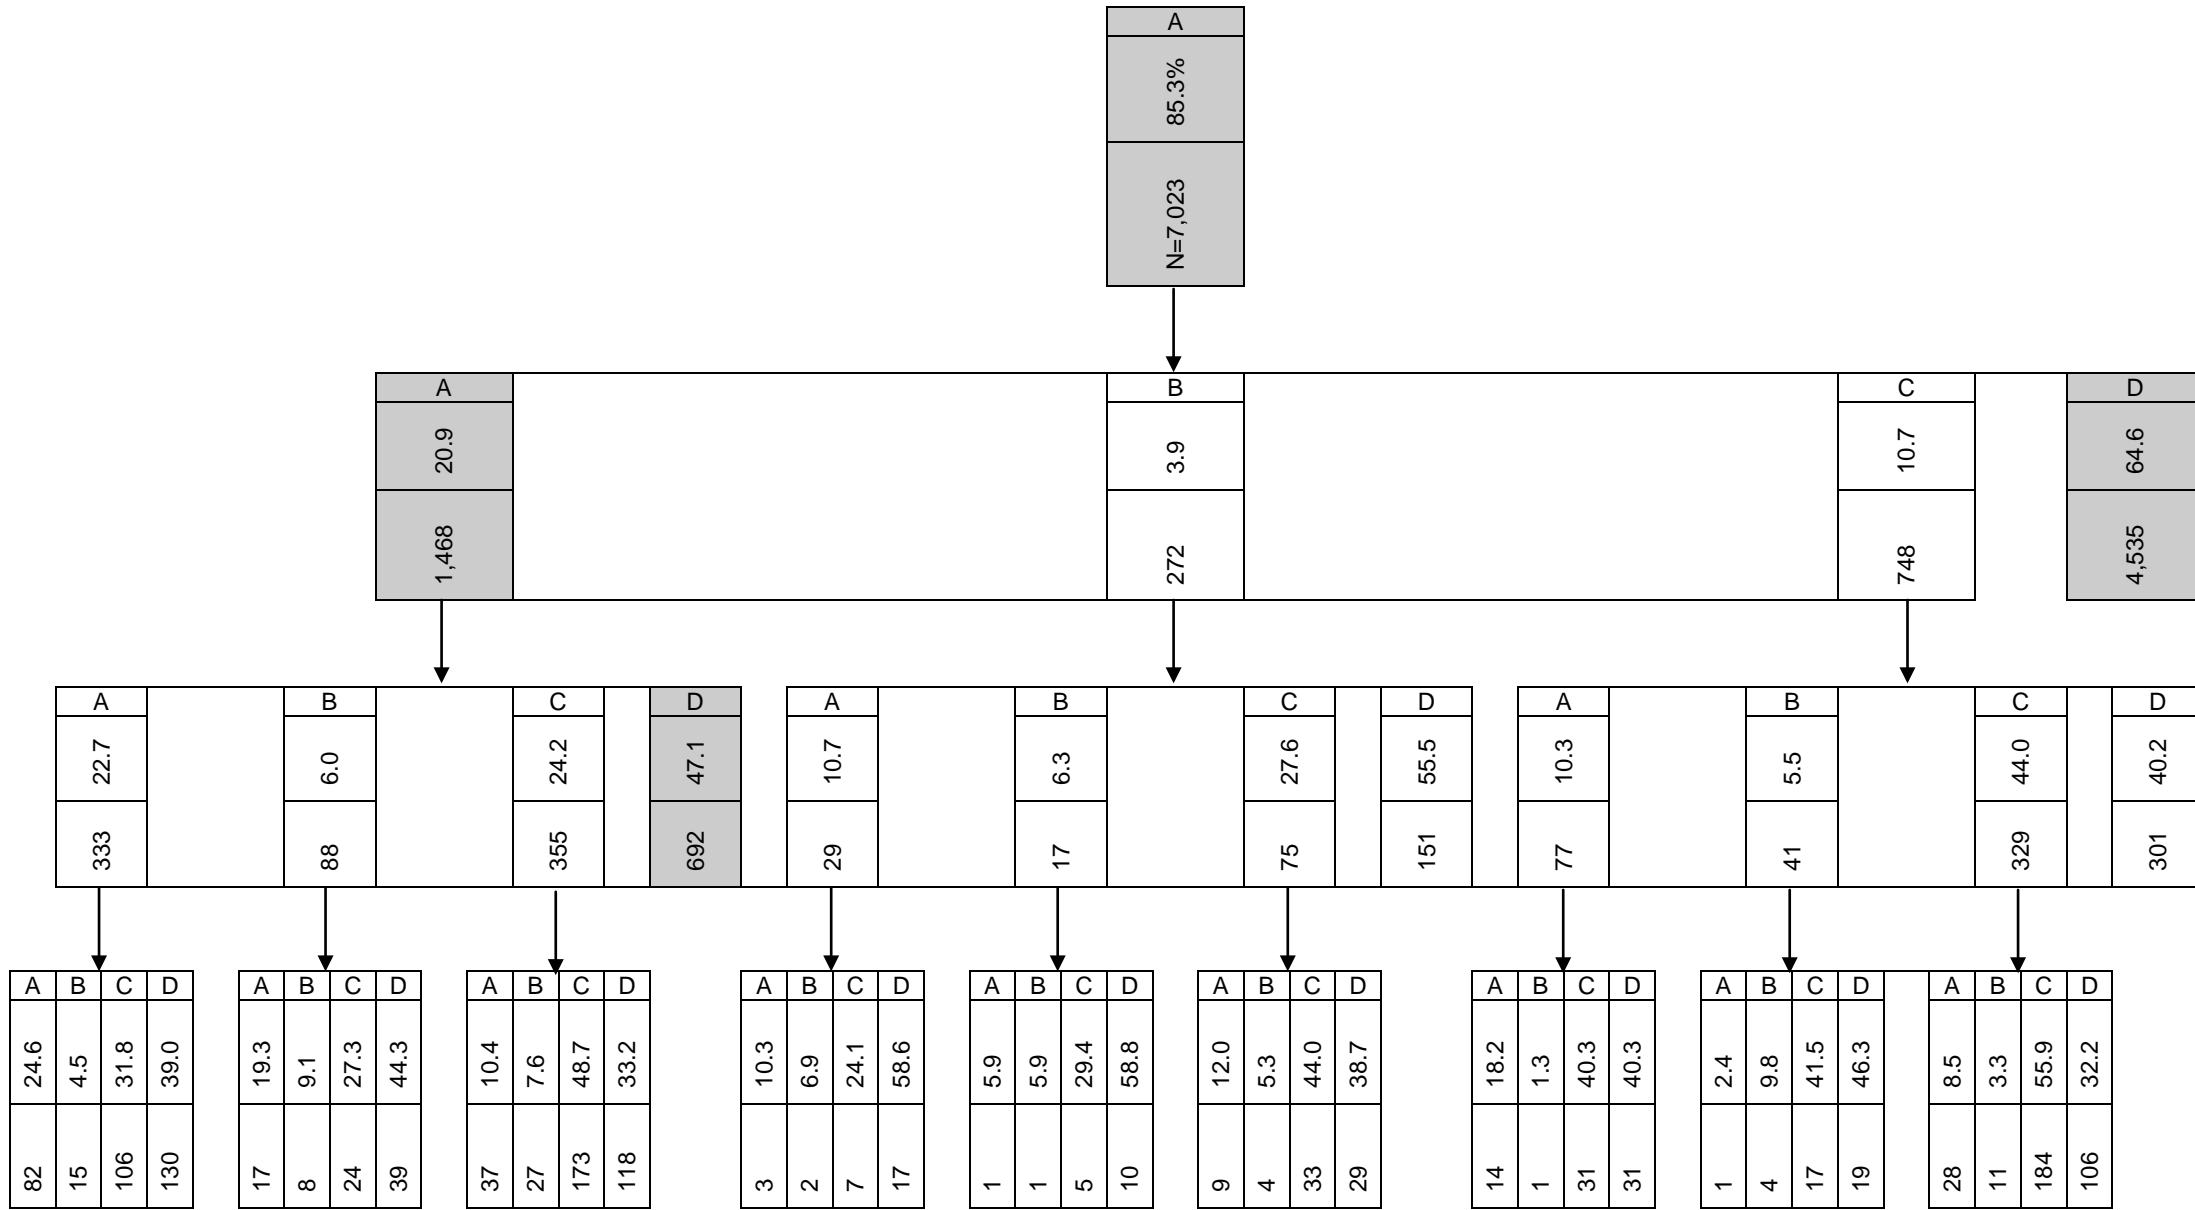 A
85.3%
N=7,023
A B C D
20.9 3.9 10.7 64.6
1,468 272 748 4,535
A B C D A B C D A B C D
22.7 6.0 24.2 47.1 10.7 6.3 27.6 55.5 10.3 5.5 44.0 40.2
333 88 355 692 29 17 75 151 77 41 329 301
A B C D A B C D A B C D A B C D A B C D A B C D A B C D A B C D A B C D
24.6 4.5 31.8 39.0 19.3 9.1 27.3 44.3 10.4 7.6 48.7 33.2 10.3 6.9 24.1 58.6 5.9 5.9 29.4 58.8 12.0 5.3 44.0 38.7 18.2 1.3 40.3 40.3 2.4 9.8 41.5 46.3 8.5 3.3 55.9 32.2
82 15 106 130 17 8 24 39 37 27 173 118 3 2 7 17 1 1 5 10 9 4 33 29 14 1 31 31 1 4 17 19 28 11 184 106